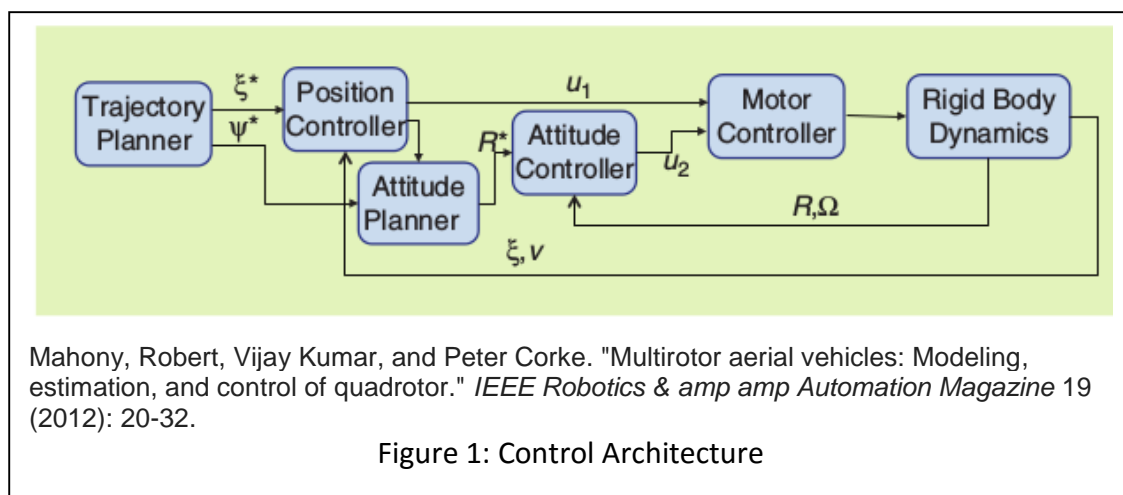 Trajectory
Planner
ξ*
ψ*
Position
Controller
Attitude
Planner
R*
Attitude
Controller
u₁
u₂
Motor
Controller
Rigid Body
Dynamics
R,Ω
ξ,v
Mahony, Robert, Vijay Kumar, and Peter Corke. "Multirotor aerial vehicles: Modeling,
estimation, and control of quadrotor." IEEE Robotics & amp amp Automation Magazine 19
(2012): 20-32.
Figure 1: Control Architecture